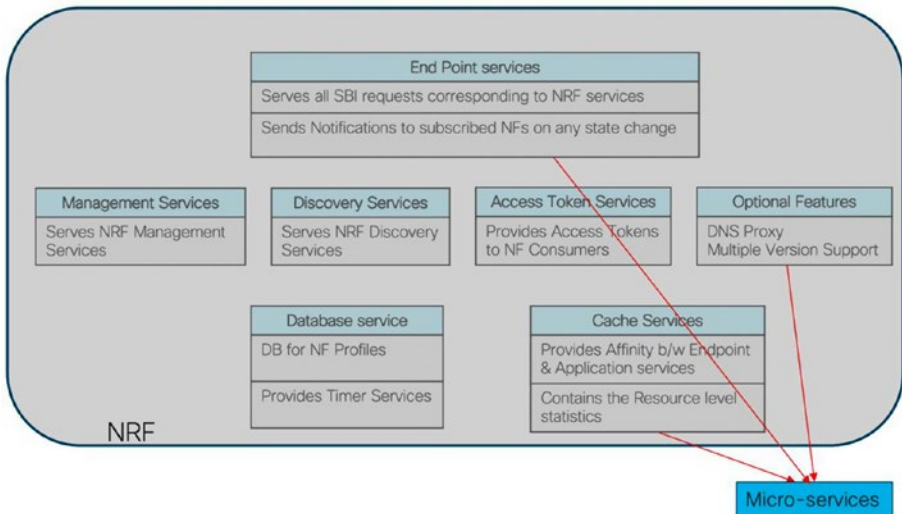 End Point services
Serves all SBI requests corresponding to NRF services
Sends Notifications to subscribed NFs on any state change
Management Services
Serves NRF Management
Services
Discovery Services
Serves NRF Discovery
Services
Access Token Services
Provides Access Tokens
to NF Consumers
Optional Features
DNS Proxy
Multiple Version Support
Database service
DB for NF Profiles
Provides Timer Services
Cache Services
Provides Affinity b/w Endpoint
& Application services
Contains the Resource level
statistics
NRF
Micro-services